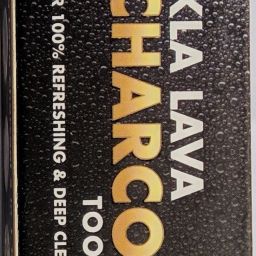 KLA LAVA
CHARCO
TOO
R 100% REFRESHING & DEEP CLE